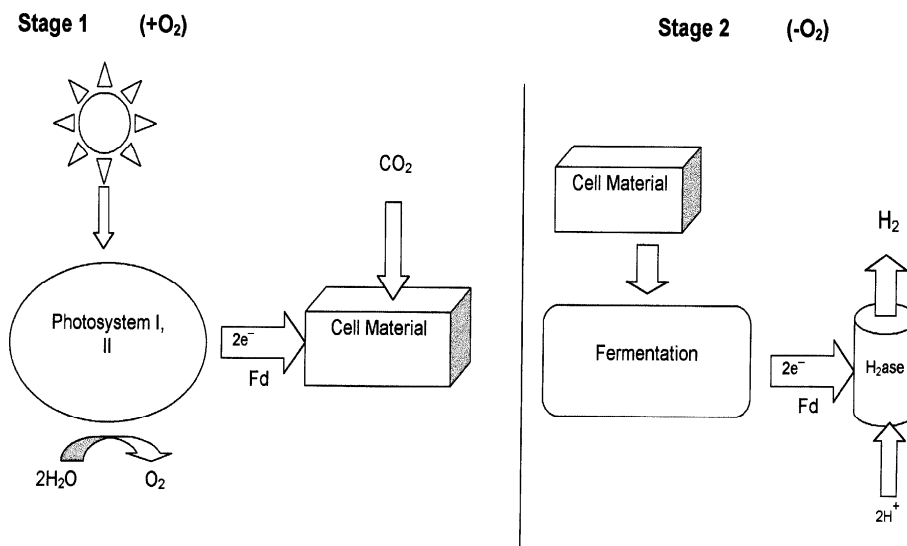 Stage 1 (+O₂)
CO₂
Photosystem I,
II
2e⁻
Fd
Cell Material
2H₂O
O₂
Stage 2 (-O₂)
Cell Material
H₂
Fermentation
2e⁻
Fd
H₂ase
2H⁺